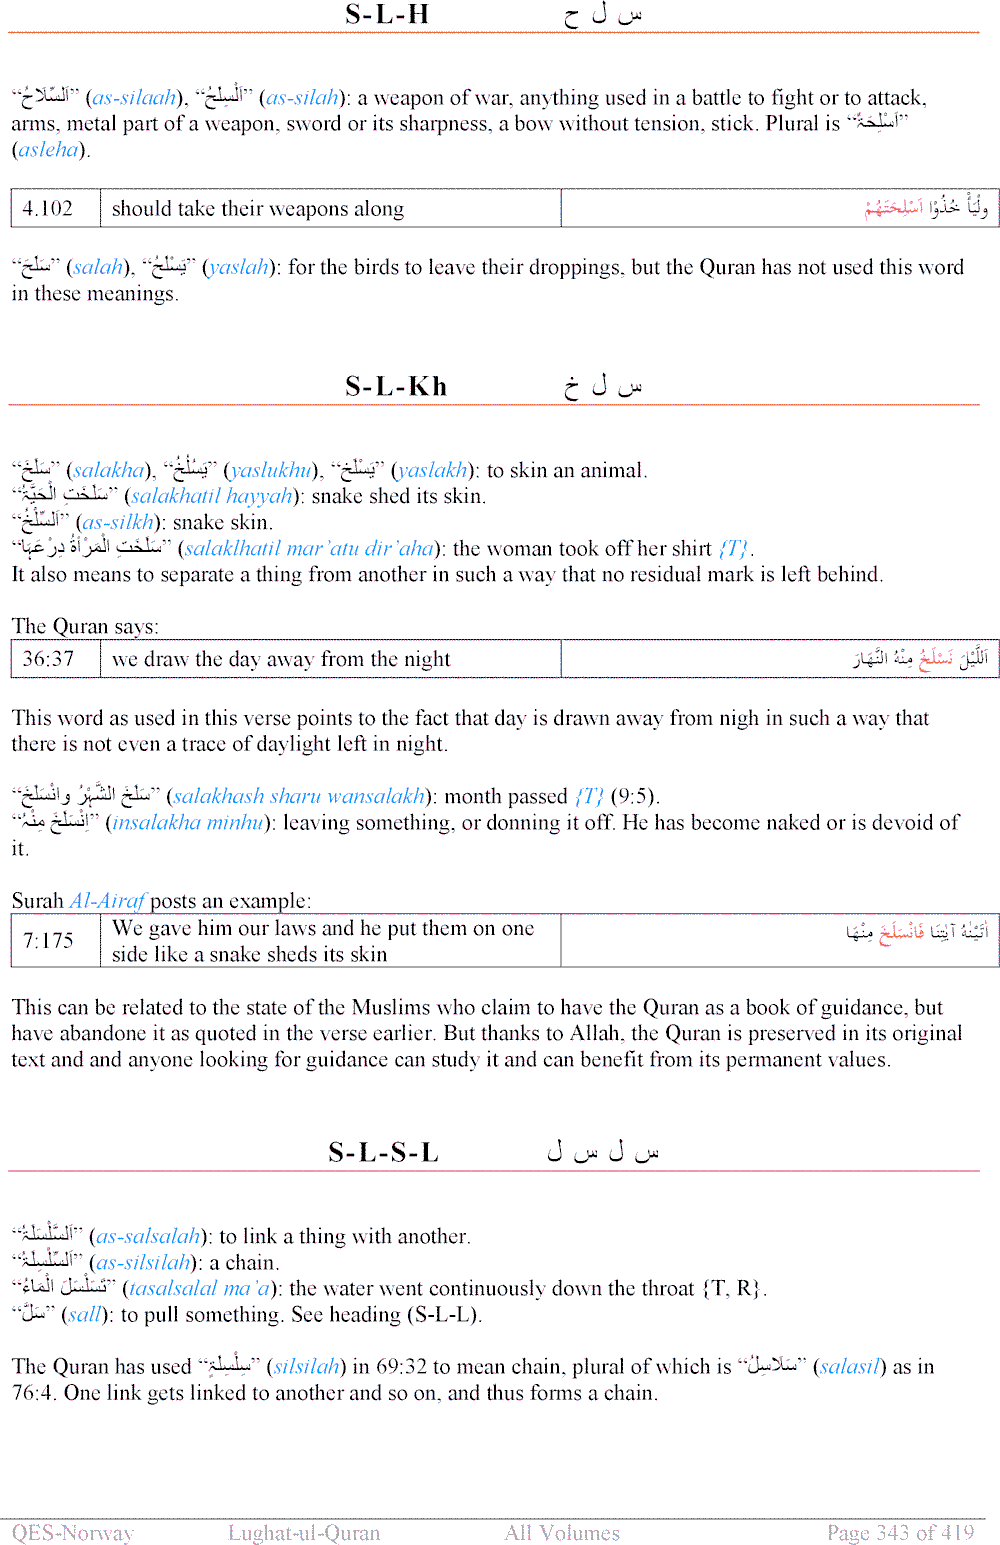 S-L-H س ل ح
“اَلسِّلَاحُ” (as-silaah), “اَلْسِلَحُ” (as-silah): a weapon of war, anything used in a battle to fight or to attack,
arms, metal part of a weapon, sword or its sharpness, a bow without tension, stick. Plural is “اَسْلِحَۃٌ”
(asleha).
4.102 should take their weapons along ولْيَأْ خُذُوْا اَسْلِحَتَهُمْ
“سَلَحَ” (salah), “يَسْلَحُ” (yaslah): for the birds to leave their droppings, but the Quran has not used this word
in these meanings.
S-L-Kh س ل خ
“سَلَخَ” (salakha), “يَسْلُخُ” (yaslukhu), “يَسْلَخَ” (yaslakh): to skin an animal.
“سَلَخَتِ الْحَيَّۃُ” (salakhatil hayyah): snake shed its skin.
“اَلسِّلْخُ” (as-silkh): snake skin.
“سَلَخَتِ الْمَرْأۃُ دِرْعَہَا” (salaklhatil mar’atu dir’aha): the woman took off her shirt {T}.
It also means to separate a thing from another in such a way that no residual mark is left behind.
The Quran says:
36:37 we draw the day away from the night اَللَّيْلَ نَسْلَخُ مِنْهُ النَّهَارَ
This word as used in this verse points to the fact that day is drawn away from nigh in such a way that
there is not even a trace of daylight left in night.
“سَلَخَ الشَّہْرُ وانْسَلَخَ” (salakhash sharu wansalakh): month passed {T} (9:5).
“اِنْسَلَخَ مِنْہُ” (insalakha minhu): leaving something, or donning it off. He has become naked or is devoid of
it.
Surah Al-Airaf posts an example:
7:175 We gave him our laws and he put them on one اٰتَيْنٰهُ آيٰتِنَا فَانْسَلَخَ مِنْهَا
side like a snake sheds its skin
This can be related to the state of the Muslims who claim to have the Quran as a book of guidance, but
have abandone it as quoted in the verse earlier. But thanks to Allah, the Quran is preserved in its original
text and and anyone looking for guidance can study it and can benefit from its permanent values.
S-L-S-L س ل س ل
“اَلسَّلْسَلَۃُ” (as-salsalah): to link a thing with another.
“اَلسِّلْسِلَۃُ” (as-silsilah): a chain.
“تَسَلْسَلَ الْمَاءُ” (tasalsalal ma’a): the water went continuously down the throat {T, R}.
“سَلَّ” (sall): to pull something. See heading (S-L-L).
The Quran has used “سِلْسِلَۃٍ” (silsilah) in 69:32 to mean chain, plural of which is “سَلَاسِلُ” (salasil) as in
76:4. One link gets linked to another and so on, and thus forms a chain.
QES-Norway Lughat-ul-Quran All Volumes Page 343 of 419